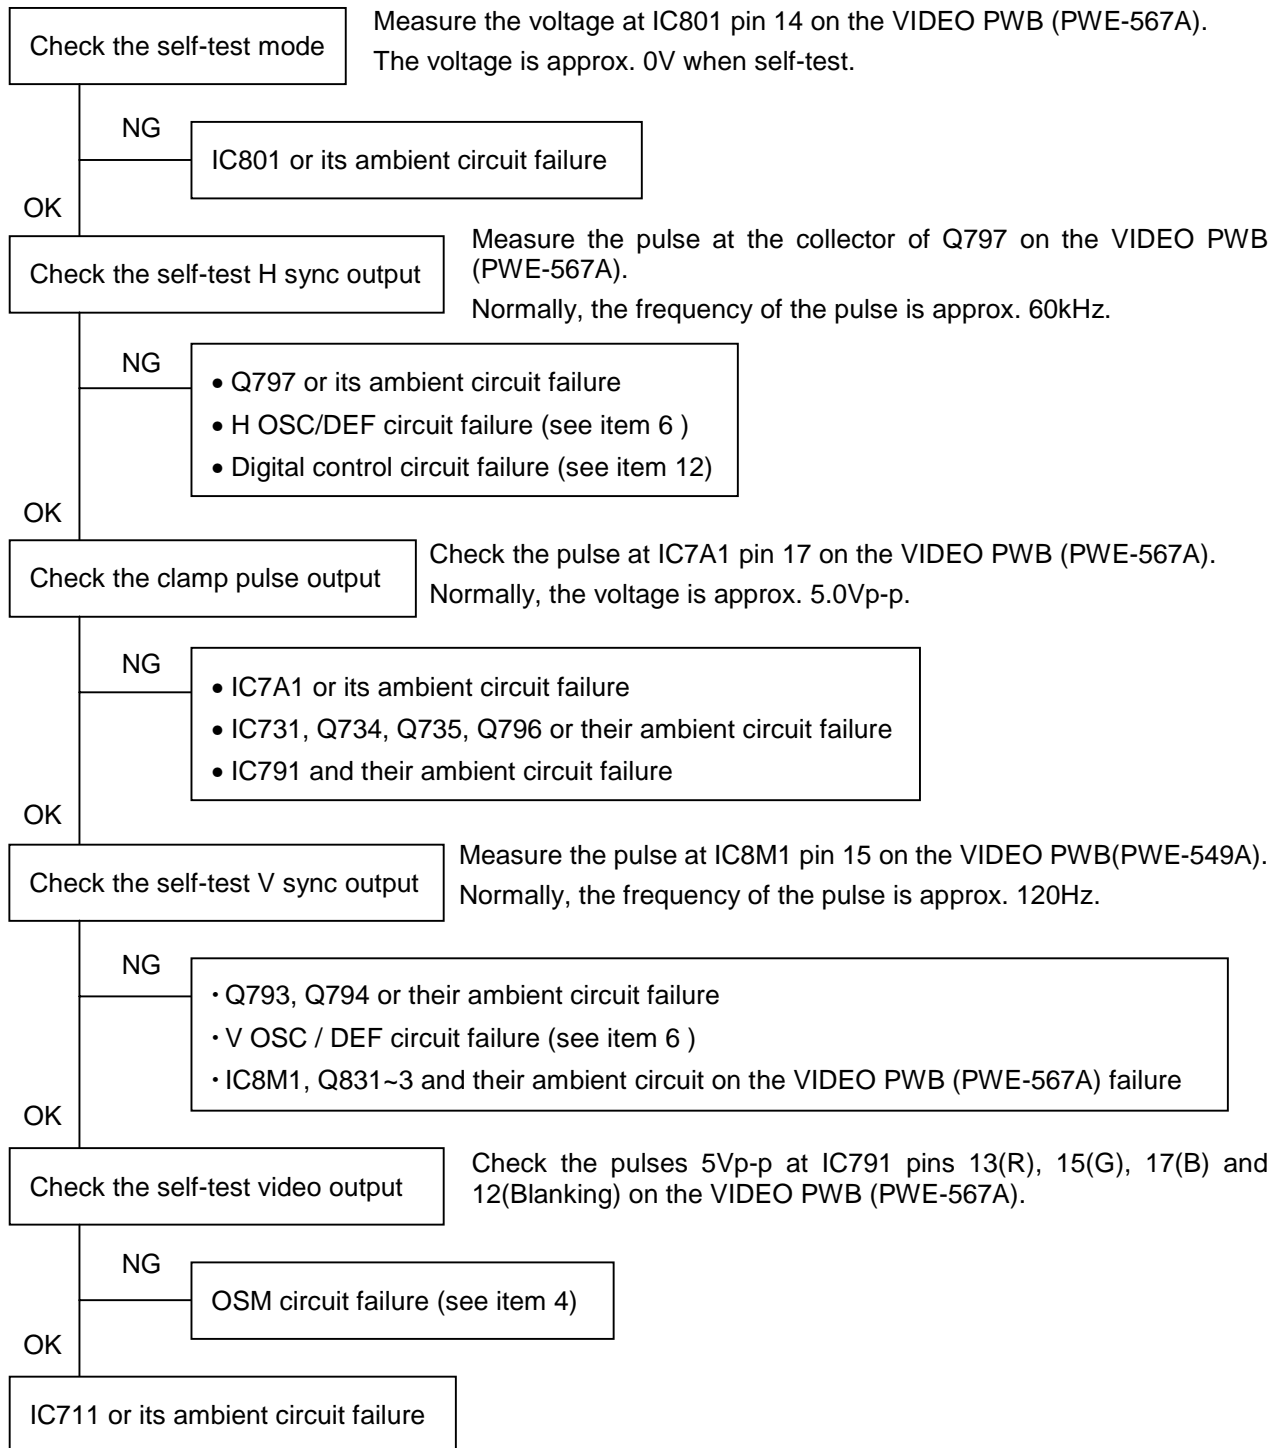 Check the self-test mode
Measure the voltage at IC801 pin 14 on the VIDEO PWB (PWE-567A).
The voltage is approx. 0V when self-test.
NG
IC801 or its ambient circuit failure
OK
Check the self-test H sync output
Measure the pulse at the collector of Q797 on the VIDEO PWB
(PWE-567A).
Normally, the frequency of the pulse is approx. 60kHz.
NG
• Q797 or its ambient circuit failure
• H OSC/DEF circuit failure (see item 6 )
• Digital control circuit failure (see item 12)
OK
Check the clamp pulse output
Check the pulse at IC7A1 pin 17 on the VIDEO PWB (PWE-567A).
Normally, the voltage is approx. 5.0Vp-p.
NG
• IC7A1 or its ambient circuit failure
• IC731, Q734, Q735, Q796 or their ambient circuit failure
• IC791 and their ambient circuit failure
OK
Check the self-test V sync output
Measure the pulse at IC8M1 pin 15 on the VIDEO PWB(PWE-549A).
Normally, the frequency of the pulse is approx. 120Hz.
NG
・Q793, Q794 or their ambient circuit failure
・V OSC / DEF circuit failure (see item 6 )
・IC8M1, Q831~3 and their ambient circuit on the VIDEO PWB (PWE-567A) failure
OK
Check the self-test video output
Check the pulses 5Vp-p at IC791 pins 13(R), 15(G), 17(B) and
12(Blanking) on the VIDEO PWB (PWE-567A).
NG
OSM circuit failure (see item 4)
OK
IC711 or its ambient circuit failure